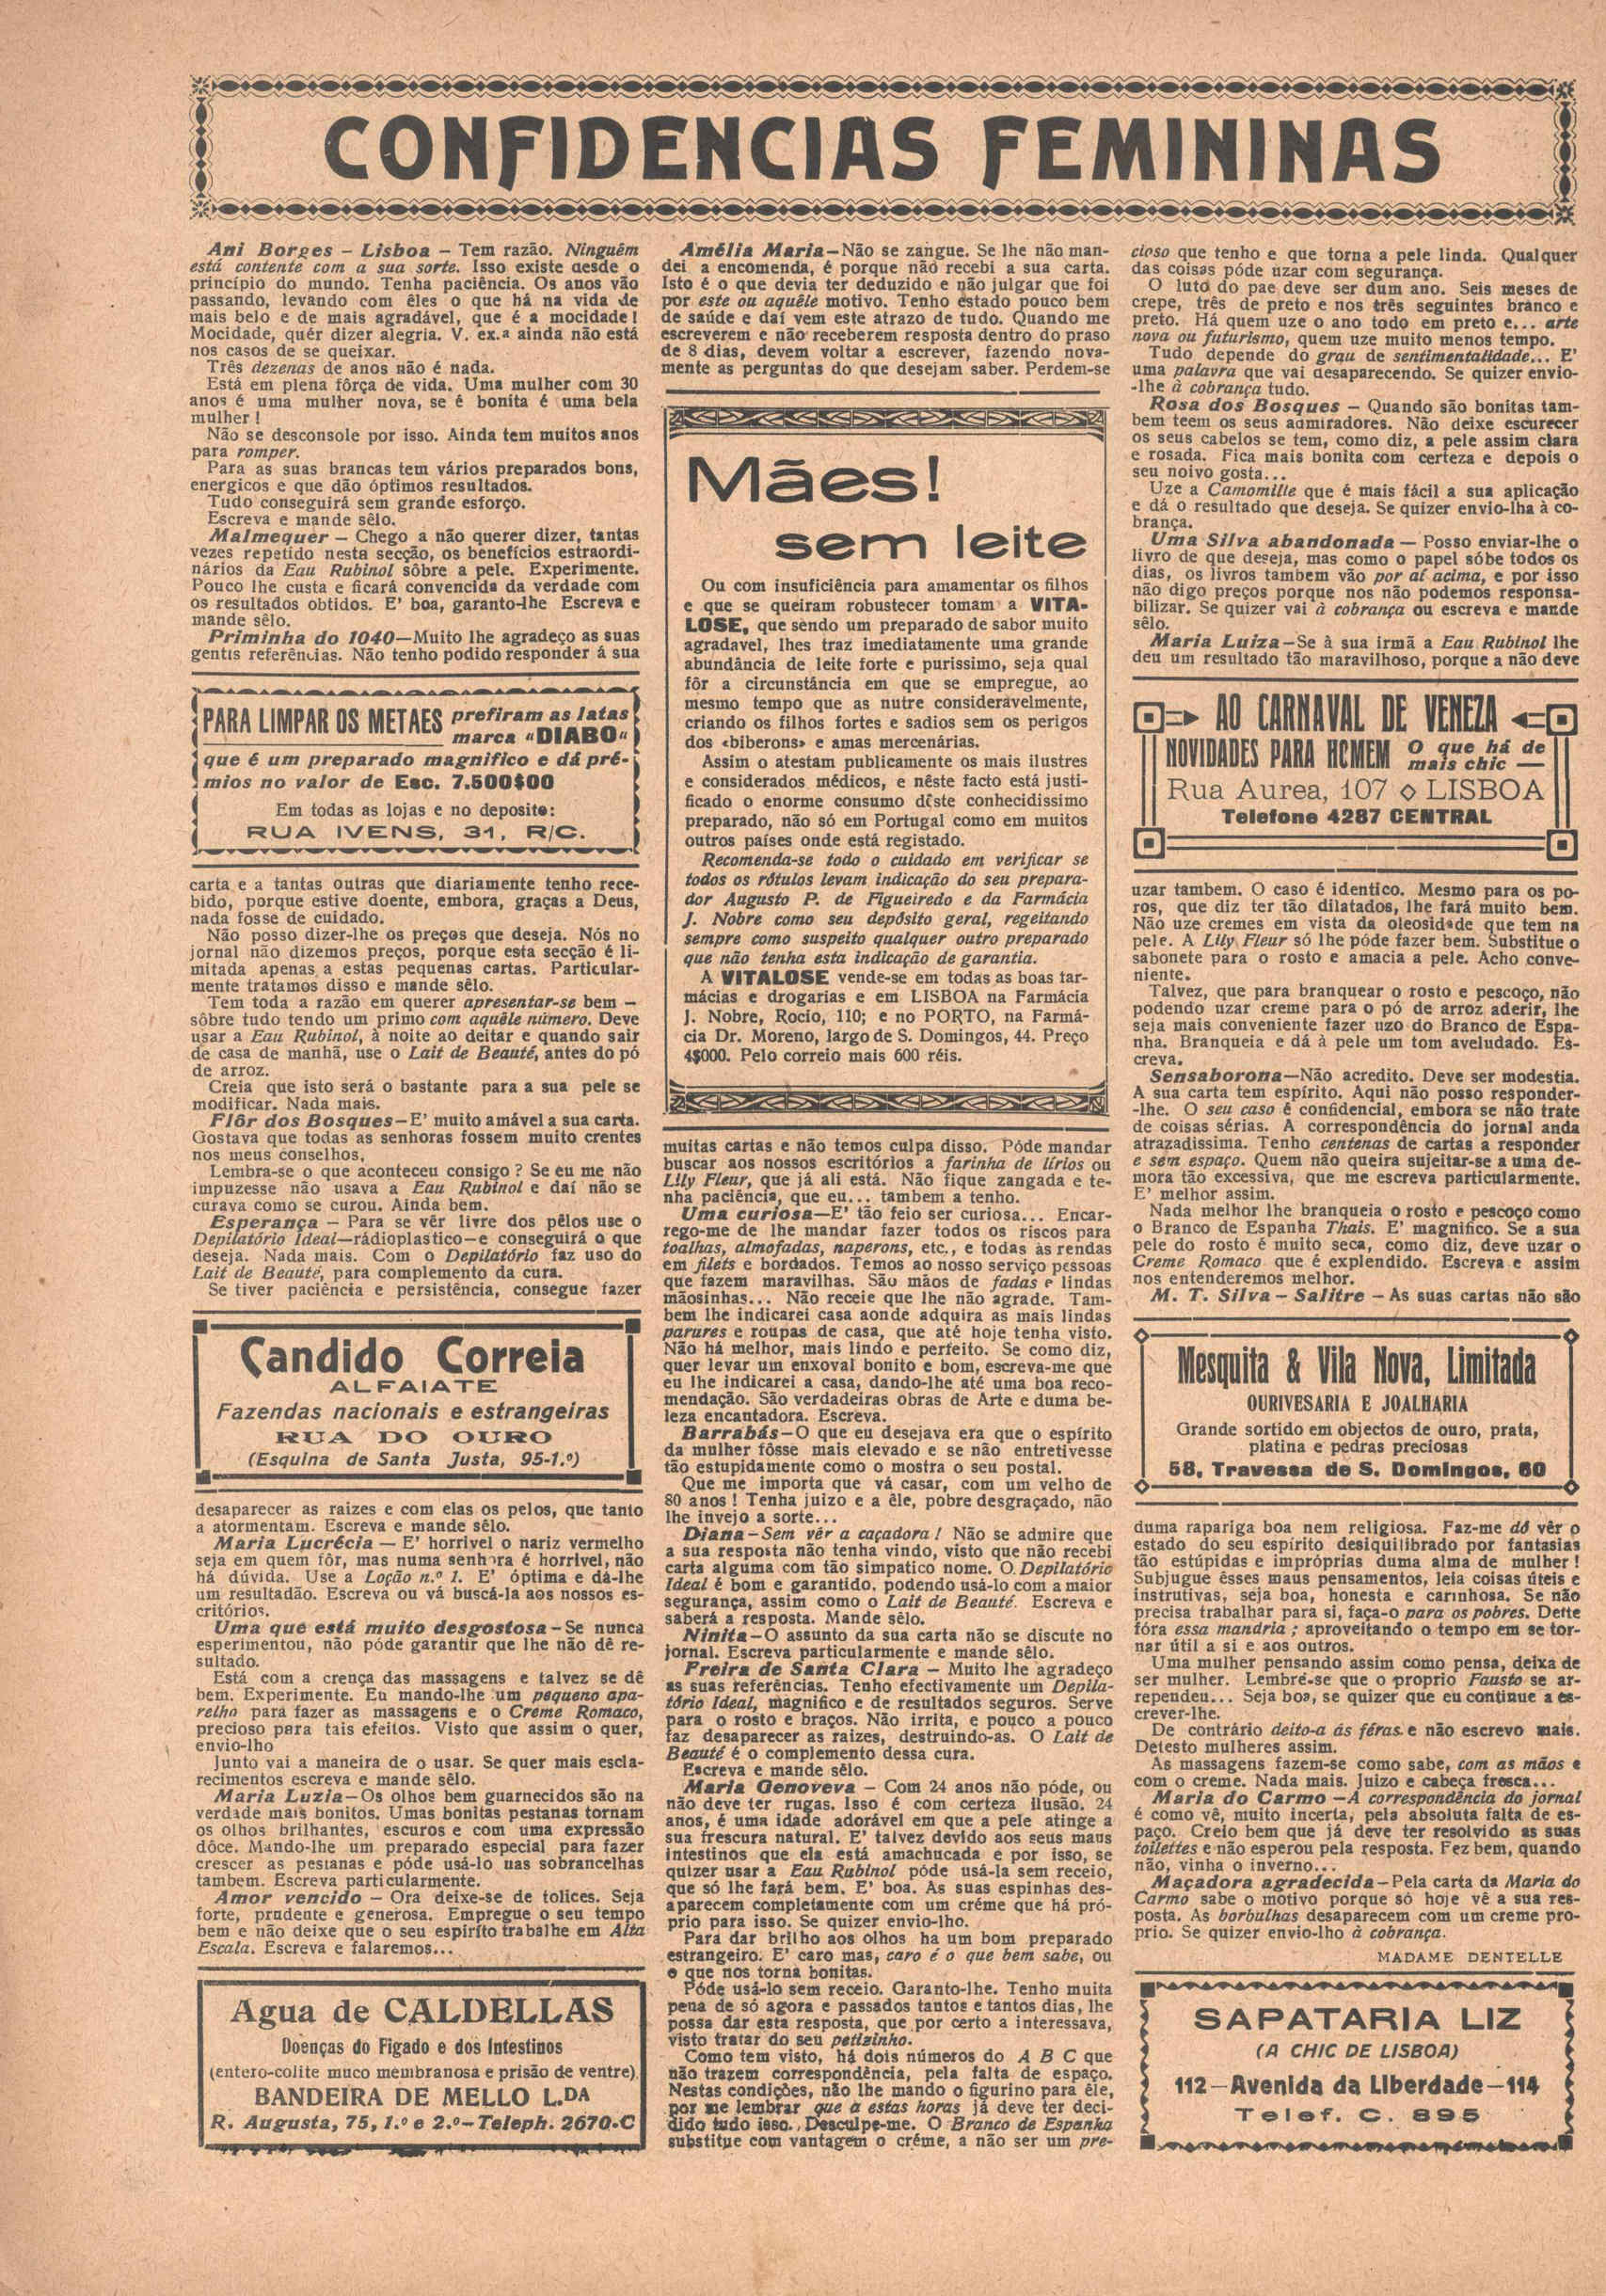 CONFIDENCIAS FEMININAS
Ani Borges - Lisboa - Tem razão. Ninguêm
está contente com a sua sorte. Isso existe desde o
princípio do mundo. Tenha paciência. Os anos vão
passando, levando com êles o que há na vida de
mais belo e de mais agradável, que é a mocidade!
Mocidade, quér dizer alegria. V. ex.ª ainda não está
nos casos de se queixar.
Três dezenas de anos não é nada.
Está em plena fôrça de vida. Uma mulher com 30
anos é uma mulher nova, se é bonita é uma bela
mulher!
Não se desconsole por isso. Ainda tem muitos anos
para romper.
Para as suas brancas tem vários preparados bons,
energicos e que dão óptimos resultados.
Tudo conseguirá sem grande esforço.
Escreva e mande sêlo.
Malmequer — Chego a não querer dizer, tantas
vezes repetido nesta secção, os benefícios estraordi-
nários da Eau Rubinol sôbre a pele. Experimente.
Pouco lhe custa e ficará convencida da verdade com
os resultados obtidos. E' boa, garanto-lhe Escreva e
mande sêlo.
Priminha do 1040—Muito lhe agradeço as suas
gentis referências. Não tenho podido responder á sua
PARA LIMPAR OS METAES prefiram as latas
marca "DIABO"
que é um preparado magnifico e dá pré-
mios no valor de Esc. 7.500$00
Em todas as lojas e no deposito:
RUA IVENS, 31, R/C.
carta e a tantas outras que diariamente tenho rece-
bido, porque estive doente, embora, graças a Deus,
nada fosse de cuidado.
Não posso dizer-lhe os preços que deseja. Nós no
jornal não dizemos preços, porque esta secção é li-
mitada apenas a estas pequenas cartas. Particular-
mente tratamos disso e mande sêlo.
Tem toda a razão em querer apresentar-se bem —
sôbre tudo tendo um primo com aquêle número. Deve
usar a Eau Rubinol, à noite ao deitar e quando sair
de casa de manhã, use o Lait de Beauté, antes do pó
de arroz.
Creia que isto será o bastante para a sua pele se
modificar. Nada mais.
Flôr dos Bosques—E' muito amável a sua carta.
Gostava que todas as senhoras fossem muito crentes
nos meus conselhos,
Lembra-se o que aconteceu consigo? Se eu me não
impuzesse não usava a Eau Rubinol e daí não se
curava como se curou. Ainda bem.
Esperança — Para se vêr livre dos pêlos use o
Depilatório Ideal—rádioplastico—e conseguirá o que
deseja. Nada mais. Com o Depilatório faz uso do
Lait de Beauté, para complemento da cura.
Se tiver paciência e persistência, consegue fazer
Candido Correia
ALFAIATE
Fazendas nacionais e estrangeiras
RUA DO OURO
(Esquina de Santa Justa, 95-1.º)
desaparecer as raizes e com elas os pelos, que tanto
a atormentam. Escreva e mande sêlo.
Maria Lucrécia — E' horrivel o nariz vermelho
seja em quem fôr, mas numa senhora é horrível, não
há dúvida. Use a Loção n.º 1. E' óptima e dá-lhe
um resultadão. Escreva ou vá buscá-la aos nossos es-
critórios.
Uma que está muito desgostosa - Se nunca
esperimentou, não póde garantir que lhe não dê re-
sultado.
Está com a crença das massagens e talvez se dê
bem. Experimente. Eu mando-lhe um pequeno apa-
relho para fazer as massagens e o Creme Romaco,
precioso para tais efeitos. Visto que assim o quer,
envio-lho
Junto vai a maneira de o usar. Se quer mais escla-
recimentos escreva e mande sêlo.
Maria Luzia—Os olhos bem guarnecidos são na
verdade mais bonitos. Umas bonitas pestanas tornam
os olhos brilhantes, escuros e com uma expressão
dôce. Mando-lhe um preparado especial para fazer
crescer as pestanas e póde usá-lo nas sobrancelhas
tambem. Escreva particularmente.
Amor vencido — Ora deixe-se de tolices. Seja
forte, prudente e generosa. Empregue o seu tempo
bem e não deixe que o seu espirito trabalhe em Alta
Escala. Escreva e falaremos...
Agua de CALDELLAS
Doenças do Figado e dos Intestinos
(entero-colite muco membranosa e prisão de ventre)
BANDEIRA DE MELLO L.DA
R. Augusta, 75, 1.º e 2.º—Teleph. 2670-C
Amélia Maria—Não se zangue. Se lhe não man-
dei a encomenda, é porque não recebi a sua carta.
Isto é o que devia ter deduzido e não julgar que foi
por este ou aquêle motivo. Tenho estado pouco bem
de saúde e daí vem este atrazo de tudo. Quando me
escreverem e não receberem resposta dentro do praso
de 8 dias, devem voltar a escrever, fazendo nova-
mente as perguntas do que desejam saber. Perdem-se
Mães!
sem leite
Ou com insuficiência para amamentar os filhos
e que se queiram robustecer tomam a VITA-
LOSE, que sendo um preparado de sabor muito
agradavel, lhes traz imediatamente uma grande
abundância de leite forte e purissimo, seja qual
fôr a circunstância em que se empregue, ao
mesmo tempo que as nutre considerávelmente,
criando os filhos fortes e sadios sem os perigos
dos «biberons» e amas mercenárias.
Assim o atestam publicamente os mais ilustres
e considerados médicos, e nêste facto está justi-
ficado o enorme consumo dêste conhecidissimo
preparado, não só em Portugal como em muitos
outros países onde está registado.
Recomenda-se todo o cuidado em verificar se
todos os rótulos levam indicação do seu prepara-
dor Augusto P. de Figueiredo e da Farmácia
J. Nobre como seu depósito geral, regeitando
sempre como suspeito qualquer outro preparado
que não tenha esta indicação de garantia.
A VITALOSE vende-se em todas as boas far-
mácias e drogarias e em LISBOA na Farmácia
J. Nobre, Rocio, 110; e no PORTO, na Farmá-
cia Dr. Moreno, largo de S. Domingos, 44. Preço
4$000. Pelo correio mais 600 réis.
muitas cartas e não temos culpa disso. Póde mandar
buscar aos nossos escritórios a farinha de lírios ou
Lily Fleur, que já ali está. Não fique zangada e te-
nha paciência, que eu... tambem a tenho.
Uma curiosa—E' tão feio ser curiosa... Encar-
rego-me de lhe mandar fazer todos os riscos para
toalhas, almofadas, naperons, etc., e todas as rendas
em filets e bordados. Temos ao nosso serviço pessoas
que fazem maravilhas. São mãos de fadas e lindas
mãosinhas... Não receie que lhe não agrade. Tam-
bem lhe indicarei casa aonde adquira as mais lindas
parures e roupas de casa, que até hoje tenha visto.
Não há melhor, mais lindo e perfeito. Se como diz,
quer levar um enxoval bonito e bom, escreva-me que
eu lhe indicarei a casa, dando-lhe até uma boa reco-
mendação. São verdadeiras obras de Arte e duma be-
leza encantadora. Escreva.
Barrabás—O que eu desejava era que o espírito
da mulher fôsse mais elevado e se não entretivesse
tão estupidamente como o mostra o seu postal.
Que me importa que vá casar, com um velho de
80 anos! Tenha juizo e a êle, pobre desgraçado, não
lhe invejo a sorte...
Diana—Sem vêr a caçadora! Não se admire que
a sua resposta não tenha vindo, visto que não recebi
carta alguma com tão simpatico nome. O Depilatório
Ideal é bom e garantido, podendo usá-lo com a maior
segurança, assim como o Lait de Beauté. Escreva e
saberá a resposta. Mande sêlo.
Ninita—O assunto da sua carta não se discute no
jornal. Escreva particularmente e mande sêlo.
Freira de Santa Clara — Muito lhe agradeço
as suas referências. Tenho efectivamente um Depila-
tório Ideal, magnifico e de resultados seguros. Serve
para o rosto e braços. Não irrita, e pouco a pouco
faz desaparecer as raizes, destruindo-as. O Lait de
Beauté é o complemento dessa cura.
Escreva e mande sêlo.
Maria Genoveva — Com 24 anos não póde, ou
não deve ter rugas. Isso é com certeza ilusão. 24
anos, é uma idade adorável em que a pele atinge a
sua frescura natural. E' talvez devido aos seus maus
intestinos que ela está amachucada e por isso, se
quizer usar a Eau Rubinol póde usá-la sem receio,
que só lhe fará bem. E' boa. As suas espinhas des-
aparecem completamente com um créme que há pró-
prio para isso. Se quizer envio-lho.
Para dar brilho aos olhos ha um bom preparado
estrangeiro. E' caro mas, caro é o que bem sabe, ou
o que nos torna bonitas.
Póde usá-lo sem receio. Garanto-lhe. Tenho muita
pena de só agora e passados tantos e tantos dias, lhe
possa dar esta resposta, que por certo a interessava,
visto tratar do seu petizinho.
Como tem visto, há dois números do A B C que
não trazem correspondência, pela falta de espaço.
Nestas condições, não lhe mando o figurino para êle,
por me lembrar que a estas horas já deve ter deci-
dido tudo isso. Desculpe-me. O Branco de Espanha
substitue com vantagem o créme, a não ser um pre-
cioso que tenho e que torna a pele linda. Qualquer
das coisas póde uzar com segurança.
O luto do pae deve ser dum ano. Seis meses de
crepe, três de preto e nos três seguintes branco e
preto. Há quem uze o ano todo em preto e... arte
nova ou futurismo, quem uze muito menos tempo.
Tudo depende do grau de sentimentalidade... E'
uma palavra que vai desaparecendo. Se quizer envio-
-lhe à cobrança tudo.
Rosa dos Bosques — Quando são bonitas tam-
bem teem os seus admiradores. Não deixe escurecer
os seus cabelos se tem, como diz, a pele assim clara
e rosada. Fica mais bonita com certeza e depois o
seu noivo gosta...
Uze a Camomille que é mais fácil a sua aplicação
e dá o resultado que deseja. Se quizer envio-lha à co-
brança.
Uma Silva abandonada — Posso enviar-lhe o
livro de que deseja, mas como o papel sóbe todos os
dias, os livros tambem vão por aí acima, e por isso
não digo preços porque nos não podemos responsa-
bilizar. Se quizer vai à cobrança ou escreva e mande
sêlo.
Maria Luiza—Se à sua irmã a Eau Rubinol lhe
deu um resultado tão maravilhoso, porque a não deve
AO CARNAVAL DE VENEZA
NOVIDADES PARA HOMEM O que há de
mais chic —
Rua Aurea, 107 ◇ LISBOA
Telefone 4287 CENTRAL
uzar tambem. O caso é identico. Mesmo para os po-
ros, que diz ter tão dilatados, lhe fará muito bem.
Não uze cremes em vista da oleosidade que tem na
pele. A Lily Fleur só lhe póde fazer bem. Substitue o
sabonete para o rosto e amacia a pele. Acho conve-
niente.
Talvez, que para branquear o rosto e pescoço, não
podendo uzar creme para o pó de arroz aderir, lhe
seja mais conveniente fazer uzo do Branco de Espa-
nha. Branqueia e dá à pele um tom aveludado. Es-
creva.
Sensaborona—Não acredito. Deve ser modestia.
A sua carta tem espírito. Aqui não posso responder-
-lhe. O seu caso é confidencial, embora se não trate
de coisas sérias. A correspondência do jornal anda
atrazadissima. Tenho centenas de cartas a responder
e sem espaço. Quem não queira sujeitar-se a uma de-
mora tão excessiva, que me escreva particularmente.
E' melhor assim.
Nada melhor lhe branqueia o rosto e pescoço como
o Branco de Espanha Thais. E' magnifico. Se a sua
pele do rosto é muito seca, como diz, deve uzar o
Creme Romaco que é explendido. Escreva e assim
nos entenderemos melhor.
M. T. Silva — Salitre — As suas cartas não são
Mesquita & Vila Nova, Limitada
OURIVESARIA E JOALHARIA
Grande sortido em objectos de ouro, prata,
platina e pedras preciosas
58, Travessa de S. Domingos, 60
duma rapariga boa nem religiosa. Faz-me dó vêr o
estado do seu espírito desiquilibrado por fantasias
tão estúpidas e impróprias duma alma de mulher!
Subjugue êsses maus pensamentos, leia coisas úteis e
instrutivas, seja boa, honesta e carinhosa. Se não
precisa trabalhar para si, faça-o para os pobres. Deite
fóra essa mandria; aproveitando o tempo em se tor-
nar útil a si e aos outros.
Uma mulher pensando assim como pensa, deixa de
ser mulher. Lembre-se que o proprio Fausto se ar-
rependeu... Seja boa, se quizer que eu continue a es-
crever-lhe.
De contrário deito-a ás féras e não escrevo mais.
Detesto mulheres assim.
As massagens fazem-se como sabe, com as mãos e
com o creme. Nada mais. Juizo e cabeça fresca...
Maria do Carmo—A correspondência do jornal
é como vê, muito incerta, pela absoluta falta de es-
paço. Creio bem que já deve ter resolvido as suas
toilettes e não esperou pela resposta. Fez bem, quando
não, vinha o inverno...
Maçadora agradecida—Pela carta da Maria do
Carmo sabe o motivo porque só hoje vê a sua res-
posta. As borbulhas desaparecem com um creme pro-
prio. Se quizer envio-lho à cobrança.
MADAME DENTELLE
SAPATARIA LIZ
(A CHIC DE LISBOA)
112—Avenida da Liberdade—114
Telef. C. 895